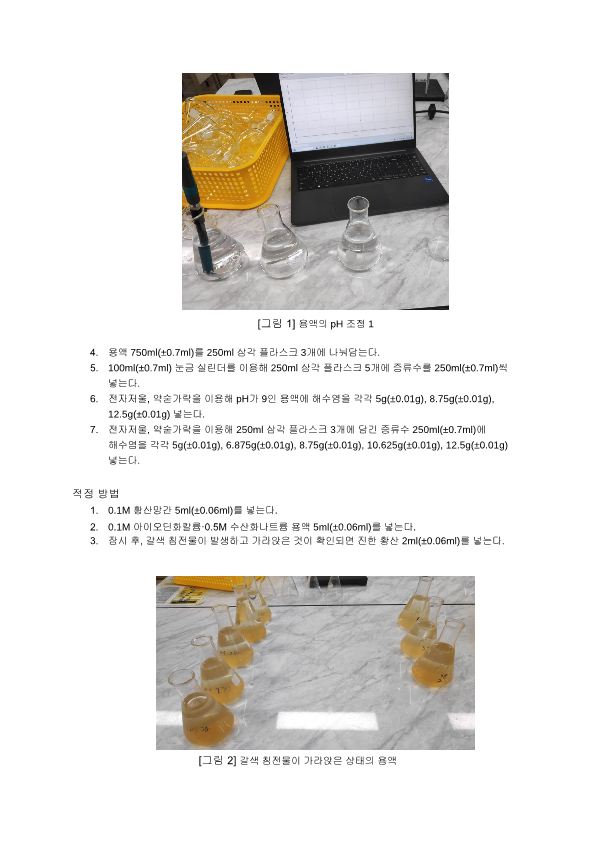 [그림 1] 용액의 pH 조정 1
4. 용액 750ml(±0.7ml)를 250ml 삼각 플라스크 3개에 나눠담는다.
5. 100ml(±0.7ml) 눈금 실린더를 이용해 250ml 삼각 플라스크 5개에 증류수를 250ml(±0.7ml)씩
넣는다.
6. 전자저울, 약숟가락을 이용해 pH가 9인 용액에 해수염을 각각 5g(±0.01g), 8.75g(±0.01g),
12.5g(±0.01g) 넣는다.
7. 전자저울, 약숟가락을 이용해 250ml 삼각 플라스크 3개에 담긴 증류수 250ml(±0.7ml)에
해수염을 각각 5g(±0.01g), 6.875g(±0.01g), 8.75g(±0.01g), 10.625g(±0.01g), 12.5g(±0.01g)
넣는다.
적정 방법
1. 0.1M 황산망간 5ml(±0.06ml)를 넣는다.
2. 0.1M 아이오딘화칼륨·0.5M 수산화나트륨 용액 5ml(±0.06ml)를 넣는다.
3. 잠시 후, 갈색 침전물이 발생하고 가라앉은 것이 확인되면 진한 황산 2ml(±0.06ml)를 넣는다.
[그림 2] 갈색 침전물이 가라앉은 상태의 용액